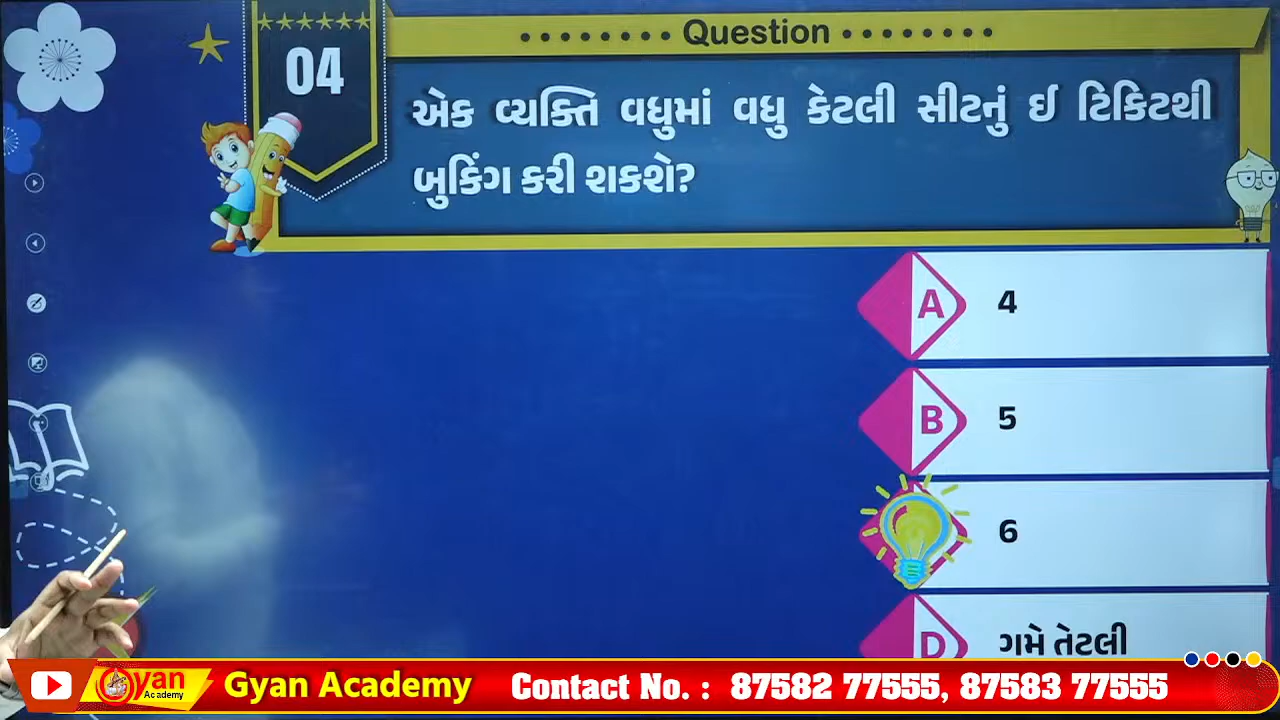 04
Question
એક વ્યક્તિ વધુમાં વધુ કેટલી સીટનું ઈ ટિકિટથી
બુકિંગ કરી શકશે?
A 4
B 5
6
D ગમે તેટલી
Gyan
Academy
Gyan Academy
Contact No. : 87582 77555, 87583 77555